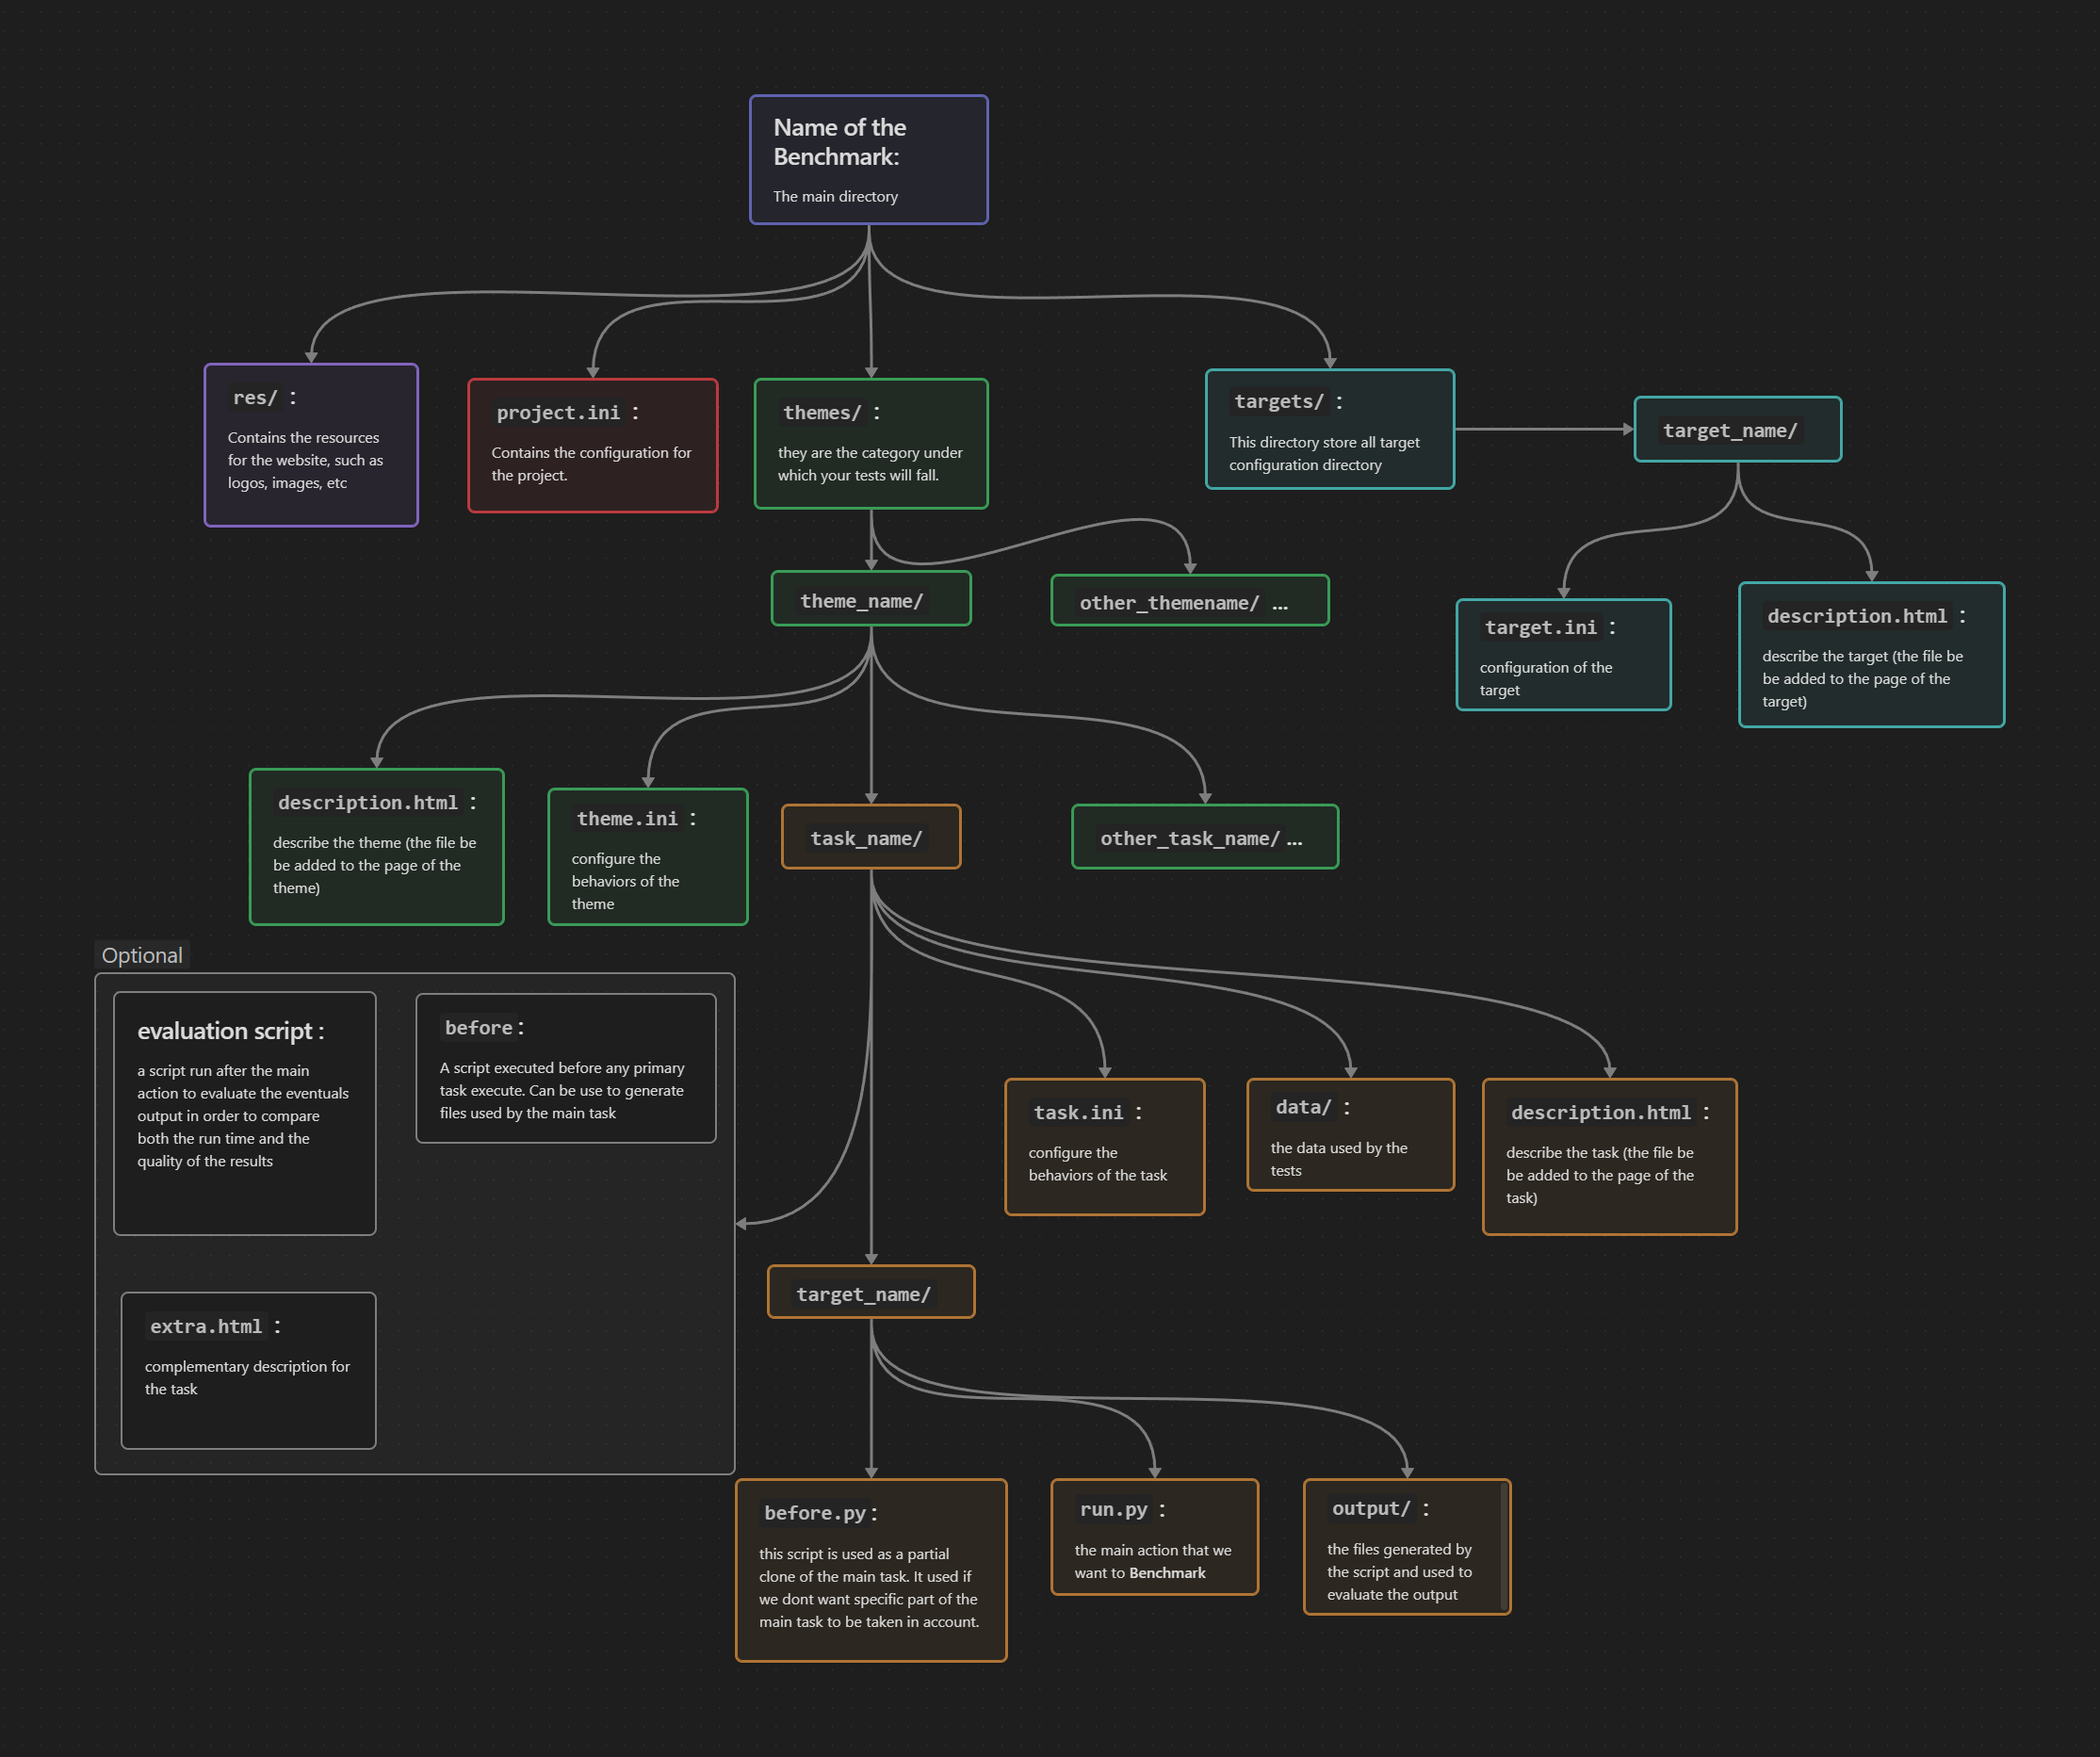 Name of the
Benchmark:
The main directory
res/ :
Contains the resources
for the website, such as
logos, images, etc
project.ini :
Contains the configuration for
the project.
themes/ :
they are the category under
which your tests will fall.
targets/ :
This directory store all target
configuration directory
target_name/
theme_name/
other_themename/ ...
target.ini :
configuration of the
target
description.html :
describe the target (the file be
be added to the page of the
target)
description.html :
describe the theme (the file be
be added to the page of the
theme)
theme.ini :
configure the
behaviors of the
theme
task_name/
other_task_name/ ...
Optional
evaluation script :
a script run after the main
action to evaluate the eventuals
output in order to compare
both the run time and the
quality of the results
before :
A script executed before any primary
task execute. Can be use to generate
files used by the main task
extra.html :
complementary description for
the task
task.ini :
configure the
behaviors of the task
data/ :
the data used by the
tests
description.html :
describe the task (the file be
be added to the page of the
task)
target_name/
before.py :
this script is used as a partial
clone of the main task. It used if
we dont want specific part of the
main task to be taken in account.
run.py :
the main action that we
want to Benchmark
output/ :
the files generated by
the script and used to
evaluate the output